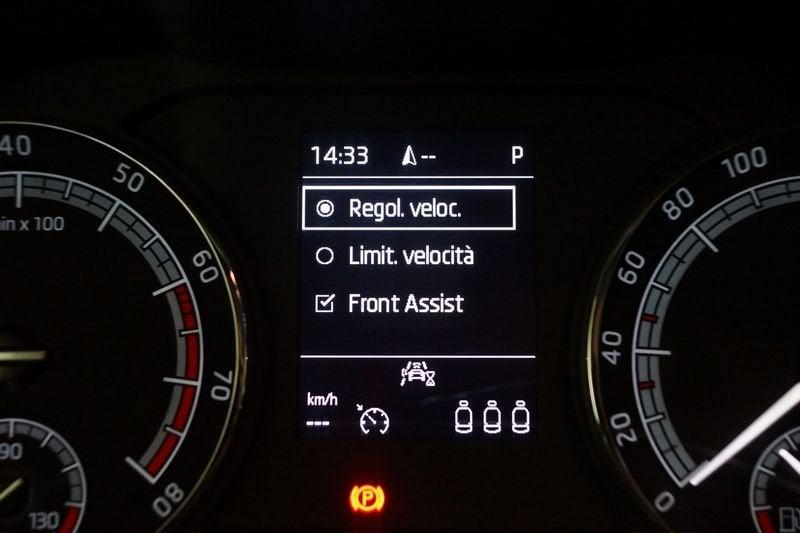 14:33 -- P
Regol. veloc.
Limit. velocità
Front Assist
km/h
---
P
40
50
60
70
80
min x 100
90
130
0
20
40
60
80
100